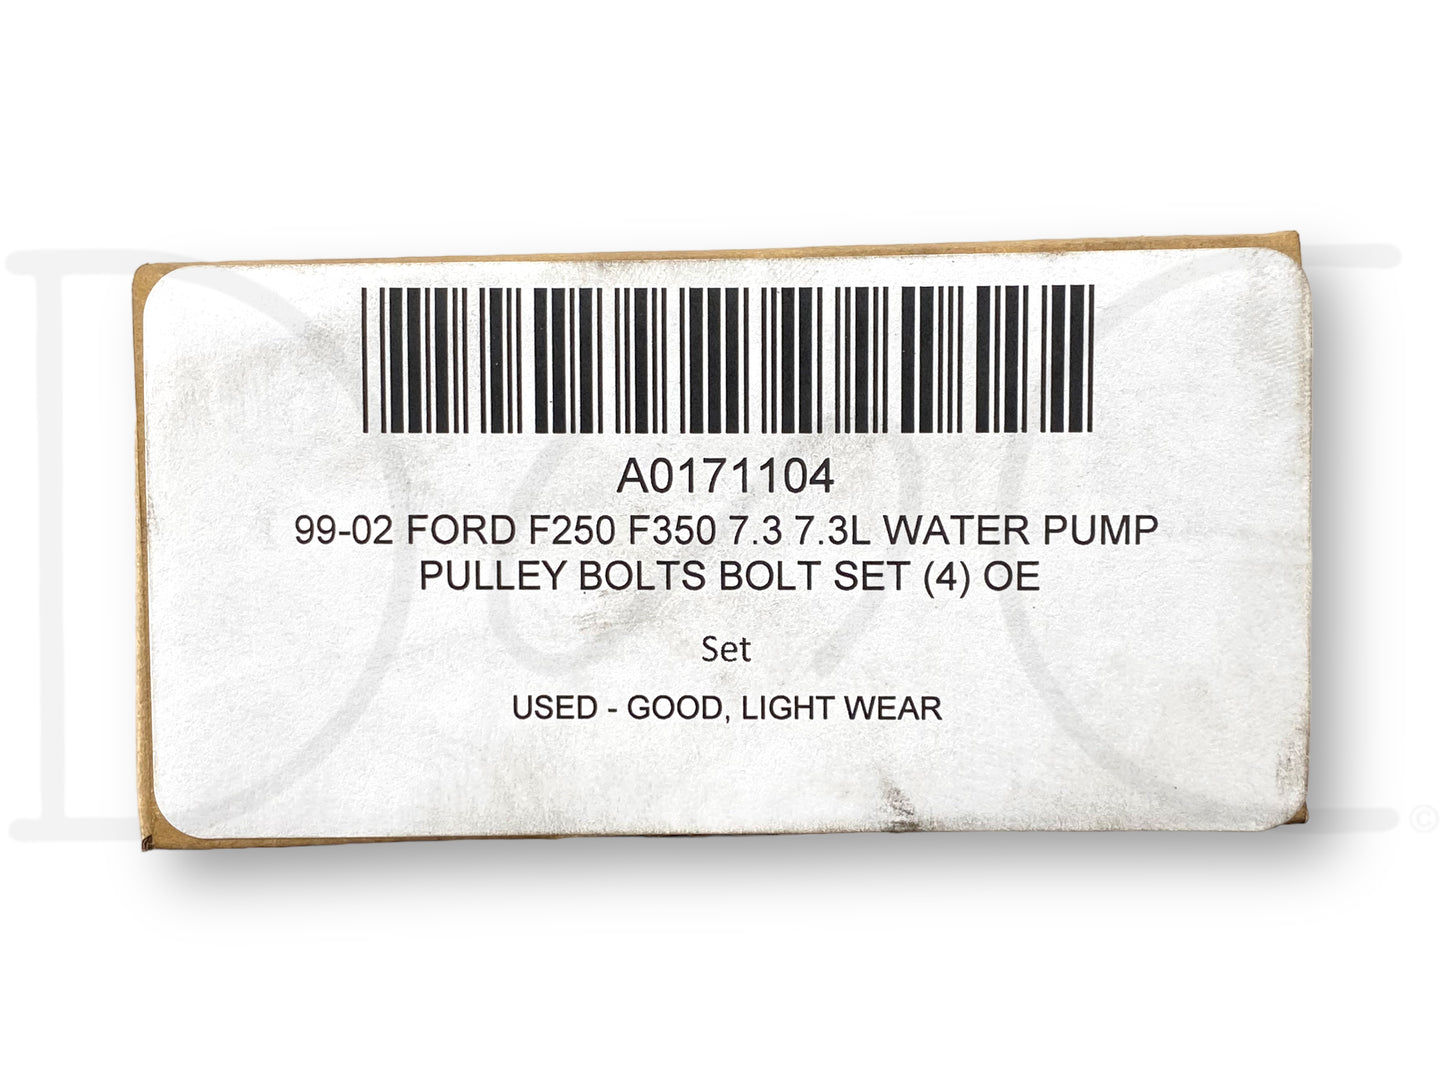 A0171104
99-02 FORD F250 F350 7.3 7.3L WATER PUMP
PULLEY BOLTS BOLT SET (4) OE
Set
USED - GOOD, LIGHT WEAR
©